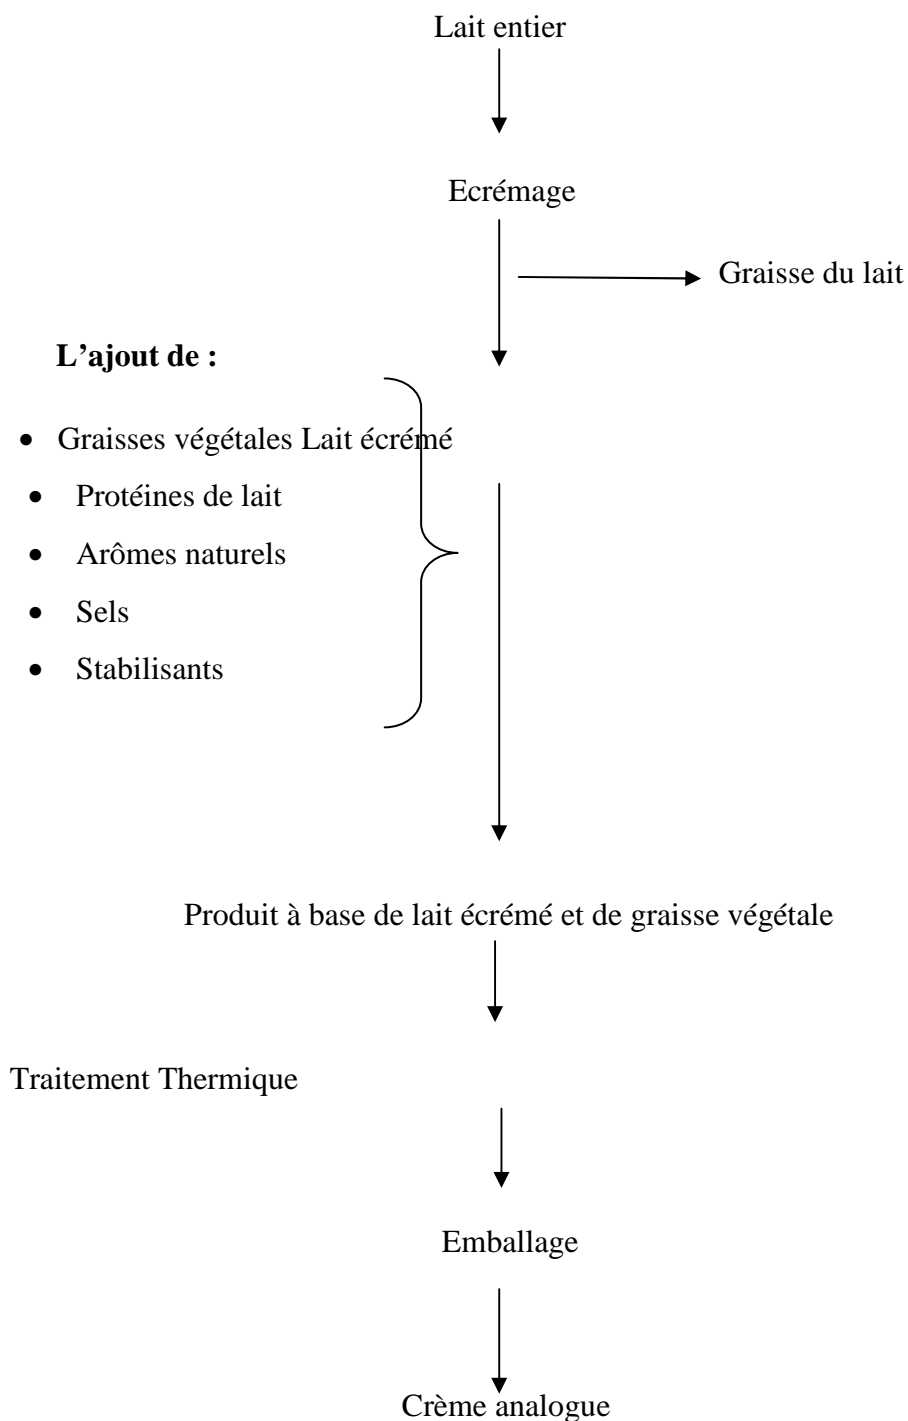 Lait entier
Ecrémage
Graisse du lait
L’ajout de :
• Graisses végétales Lait écrémé
• Protéines de lait
• Arômes naturels
• Sels
• Stabilisants
Produit à base de lait écrémé et de graisse végétale
Traitement Thermique
Emballage
Crème analogue